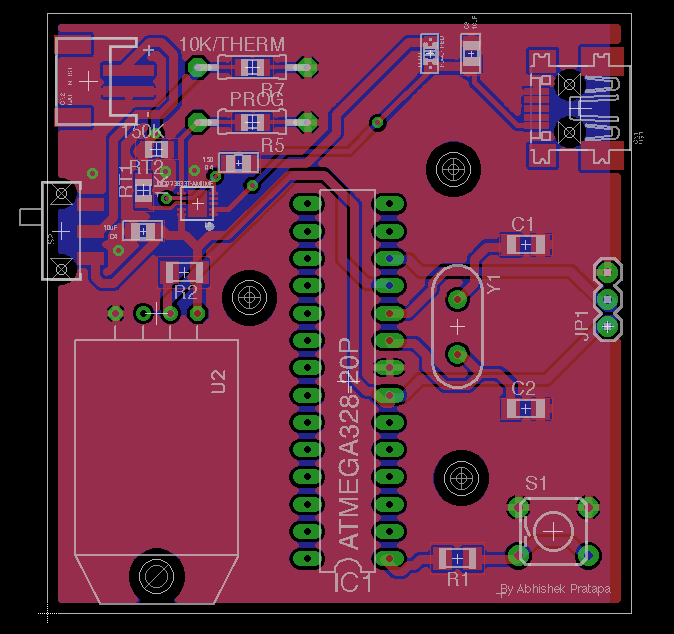 10K/THERM
R7
PROG
R5
150K
RT2
RT1
R2
C1
Y1
JP1
U2
ATMEGA328-20P
C2
S1
R1
IC1
By Abhishek Pratapa